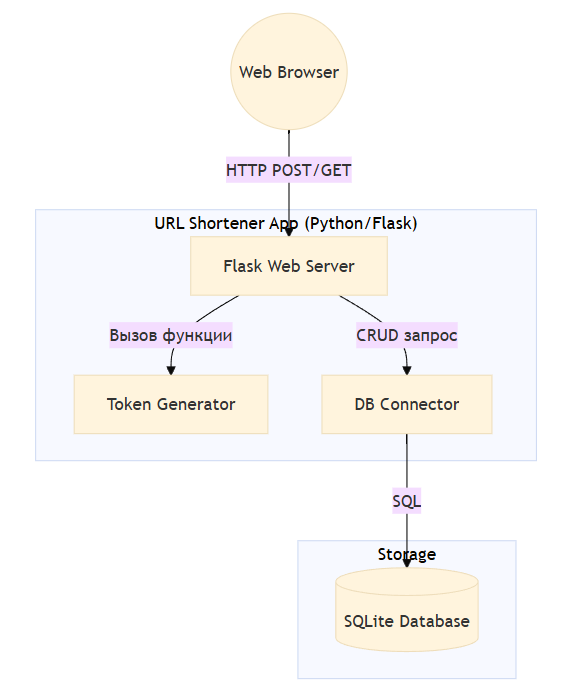 Web Browser
HTTP POST/GET
URL Shortener App (Python/Flask)
Flask Web Server
Вызов функции
CRUD запрос
Token Generator
DB Connector
SQL
Storage
SQLite Database